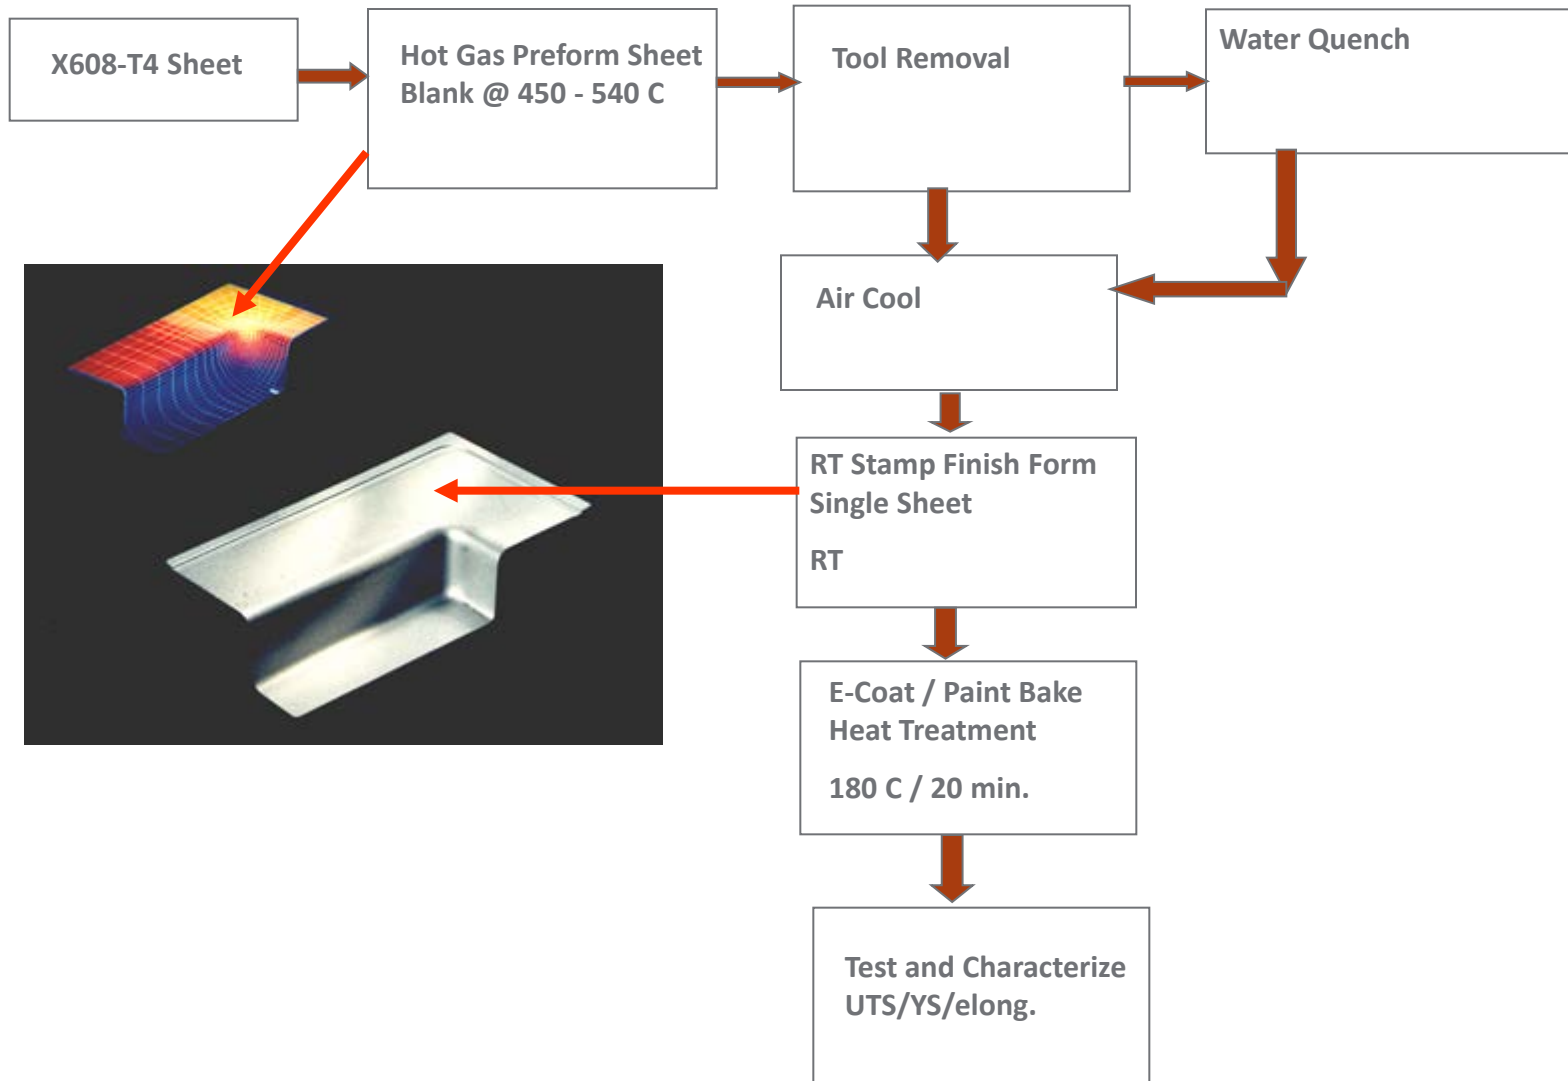 X608-T4 Sheet
Hot Gas Preform Sheet
Blank @ 450 - 540 C
Tool Removal
Water Quench
Air Cool
RT Stamp Finish Form
Single Sheet
RT
E-Coat / Paint Bake
Heat Treatment
180 C / 20 min.
Test and Characterize
UTS/YS/elong.